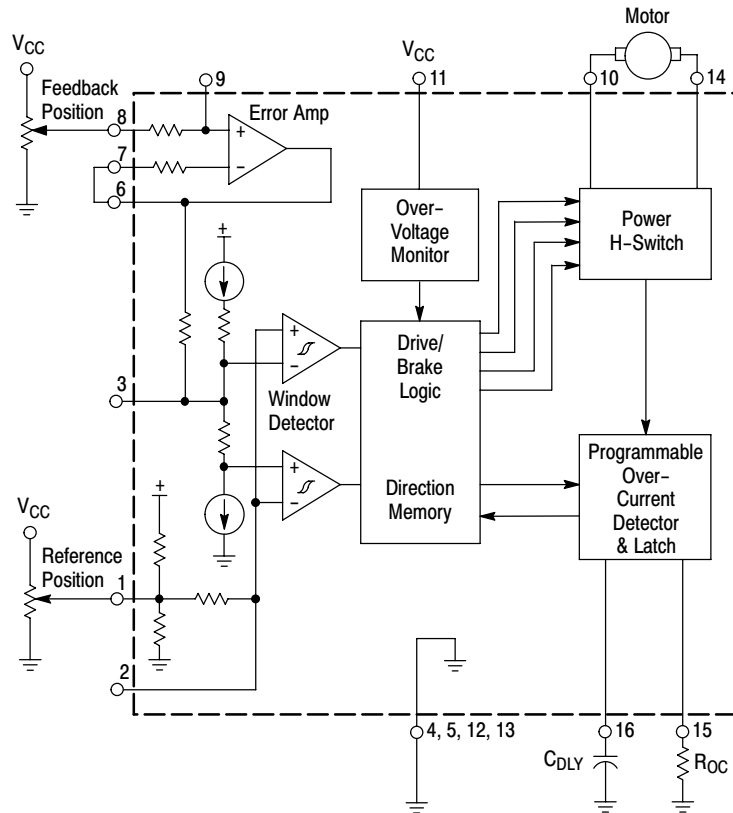 Motor
VCC
VCC
9
11
10
14
Feedback
Position
8
Error Amp
+
7
−
6
+
Over−
Voltage
Monitor
Power
H−Switch
+
−
Drive/
Brake
Logic
3
Window
Detector
+
−
Direction
Memory
Programmable
Over−
Current
Detector
& Latch
+
VCC
Reference
Position
1
2
4, 5, 12, 13
16
15
CDLY
ROC